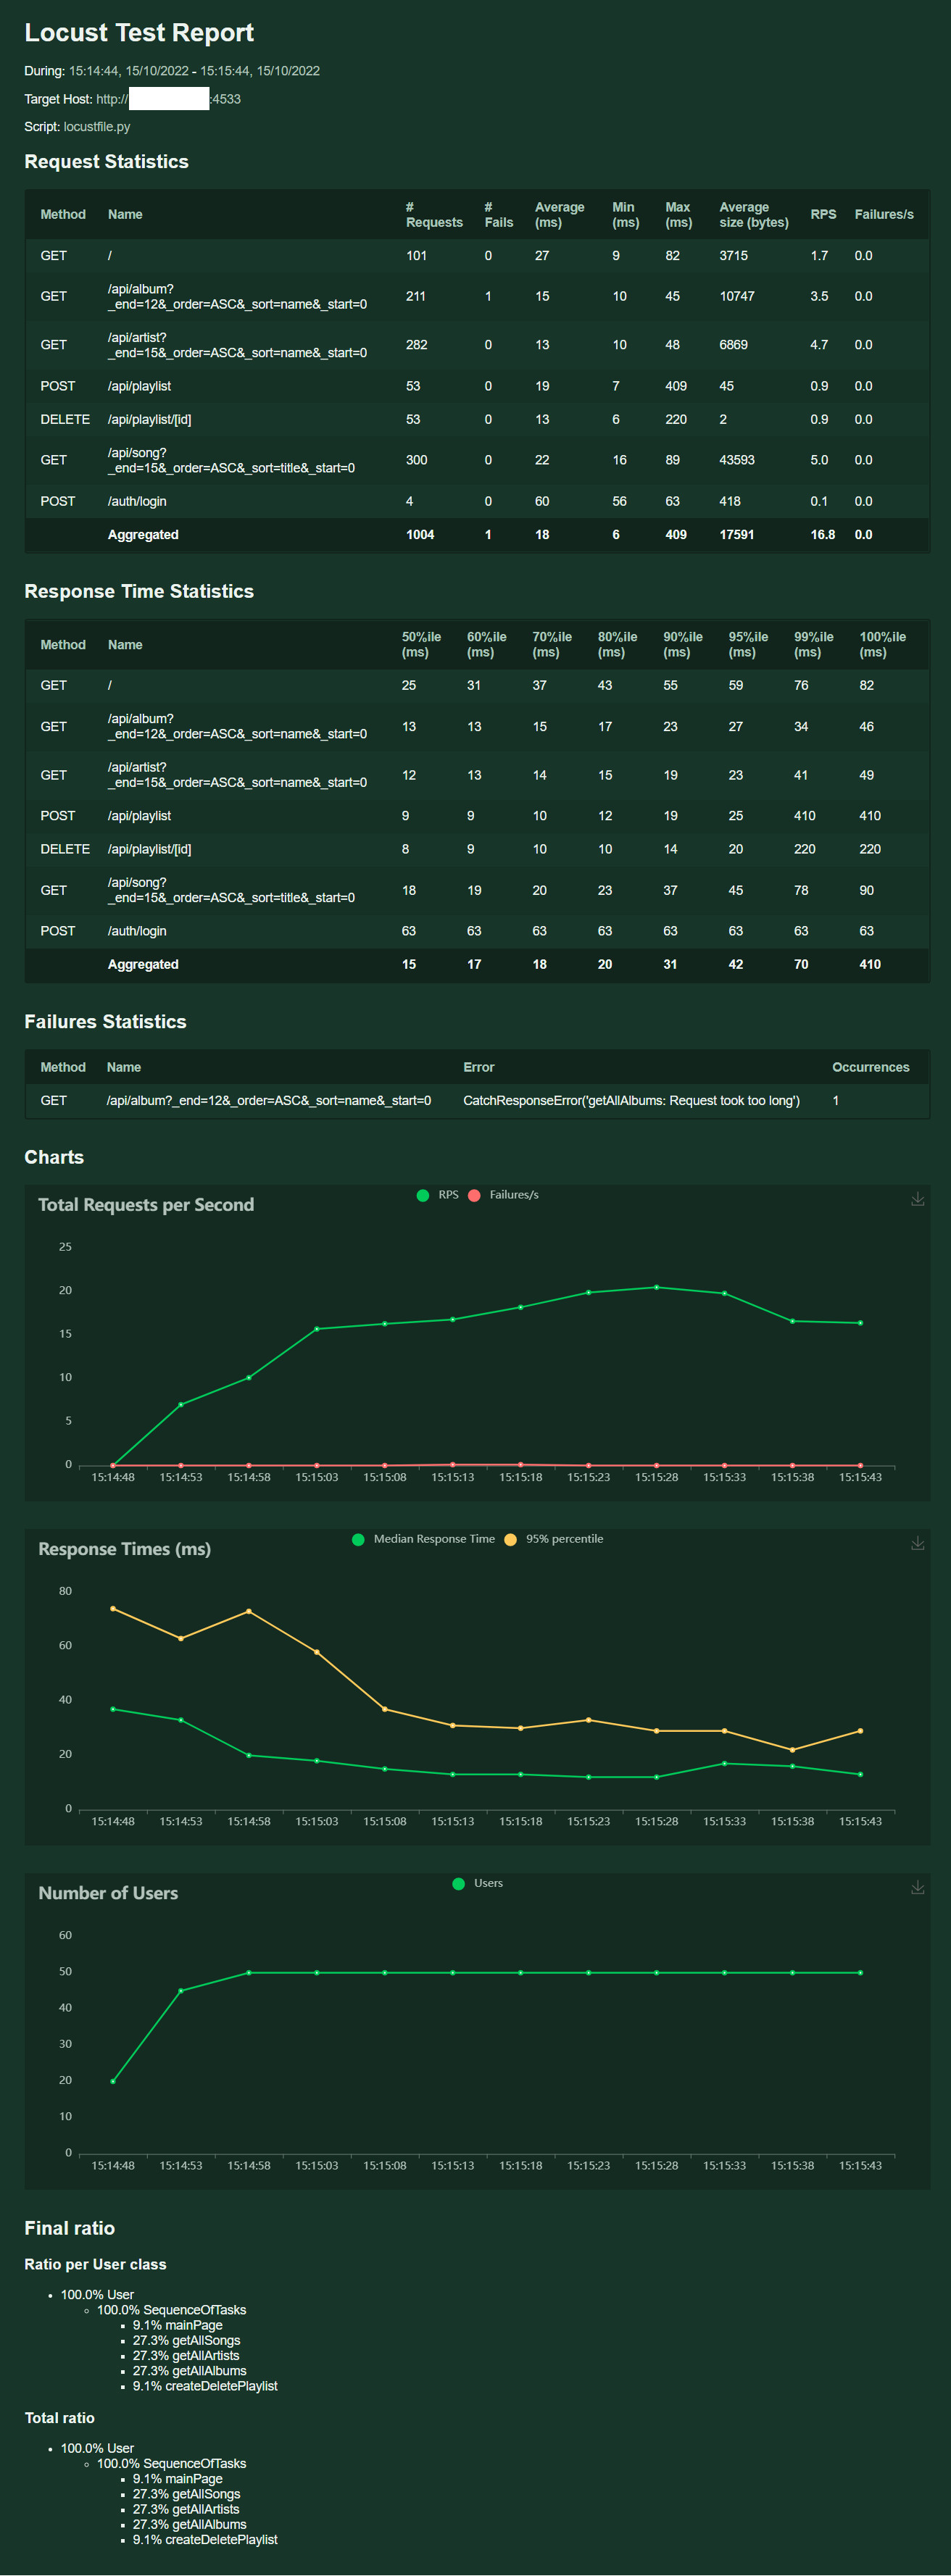 Locust Test Report
During: 15:14:44, 15/10/2022 - 15:15:44, 15/10/2022
Target Host: http:// :4533
Script: locustfile.py
Request Statistics
Method Name # Requests # Fails Average (ms) Min (ms) Max (ms) Average size (bytes) RPS Failures/s
GET / 101 0 27 9 82 3715 1.7 0.0
GET /api/album?_end=12&_order=ASC&_sort=name&_start=0 211 1 15 10 45 10747 3.5 0.0
GET /api/artist?_end=15&_order=ASC&_sort=name&_start=0 282 0 13 10 48 6869 4.7 0.0
POST /api/playlist 53 0 19 7 409 45 0.9 0.0
DELETE /api/playlist/[id] 53 0 13 6 220 2 0.9 0.0
GET /api/song?_end=15&_order=ASC&_sort=title&_start=0 300 0 22 16 89 43593 5.0 0.0
POST /auth/login 4 0 60 56 63 418 0.1 0.0
Aggregated 1004 1 18 6 409 17591 16.8 0.0
Response Time Statistics
Method Name 50%ile (ms) 60%ile (ms) 70%ile (ms) 80%ile (ms) 90%ile (ms) 95%ile (ms) 99%ile (ms) 100%ile (ms)
GET / 25 31 37 43 55 59 76 82
GET /api/album?_end=12&_order=ASC&_sort=name&_start=0 13 13 15 17 23 27 34 46
GET /api/artist?_end=15&_order=ASC&_sort=name&_start=0 12 13 14 15 19 23 41 49
POST /api/playlist 9 9 10 12 19 25 410 410
DELETE /api/playlist/[id] 8 9 10 10 14 20 220 220
GET /api/song?_end=15&_order=ASC&_sort=title&_start=0 18 19 20 23 37 45 78 90
POST /auth/login 63 63 63 63 63 63 63 63
Aggregated 15 17 18 20 31 42 70 410
Failures Statistics
Method Name Error Occurrences
GET /api/album?_end=12&_order=ASC&_sort=name&_start=0 CatchResponseError('getAllAlbums: Request took too long') 1
Charts
Total Requests per Second
RPS Failures/s
25
20
15
10
5
0
15:14:48 15:14:53 15:14:58 15:15:03 15:15:08 15:15:13 15:15:18 15:15:23 15:15:28 15:15:33 15:15:38 15:15:43
Response Times (ms)
Median Response Time 95% percentile
80
60
40
20
0
15:14:48 15:14:53 15:14:58 15:15:03 15:15:08 15:15:13 15:15:18 15:15:23 15:15:28 15:15:33 15:15:38 15:15:43
Number of Users
Users
60
50
40
30
20
10
0
15:14:48 15:14:53 15:14:58 15:15:03 15:15:08 15:15:13 15:15:18 15:15:23 15:15:28 15:15:33 15:15:38 15:15:43
Final ratio
Ratio per User class
100.0% User
100.0% SequenceOfTasks
9.1% mainPage
27.3% getAllSongs
27.3% getAllArtists
27.3% getAllAlbums
9.1% createDeletePlaylist
Total ratio
100.0% User
100.0% SequenceOfTasks
9.1% mainPage
27.3% getAllSongs
27.3% getAllArtists
27.3% getAllAlbums
9.1% createDeletePlaylist